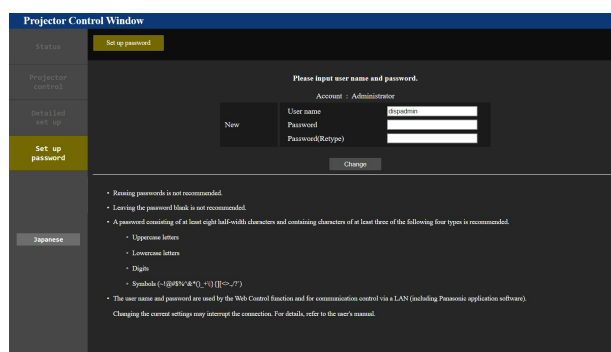 Projector Control Window
Status
Set up password
Projector
control
Detailed
set up
Set up
password
Japanese
Please input user name and password.
Account : Administrator
New
User name
dispadmin
Password
Password(Retype)
Change
• Reusing passwords is not recommended.
• Leaving the password blank is not recommended.
• A password consisting of at least eight half-width characters and containing characters of at least three of the following four types is recommended.
• Uppercase letters
• Lowercase letters
• Digits
• Symbols (~!@#$%^&*()_+\{}
• The user name and password are used by the Web Control function and for communication control via a LAN (including Panasonic application software).
Changing the current settings may interrupt the connection. For details, refer to the user's manual.